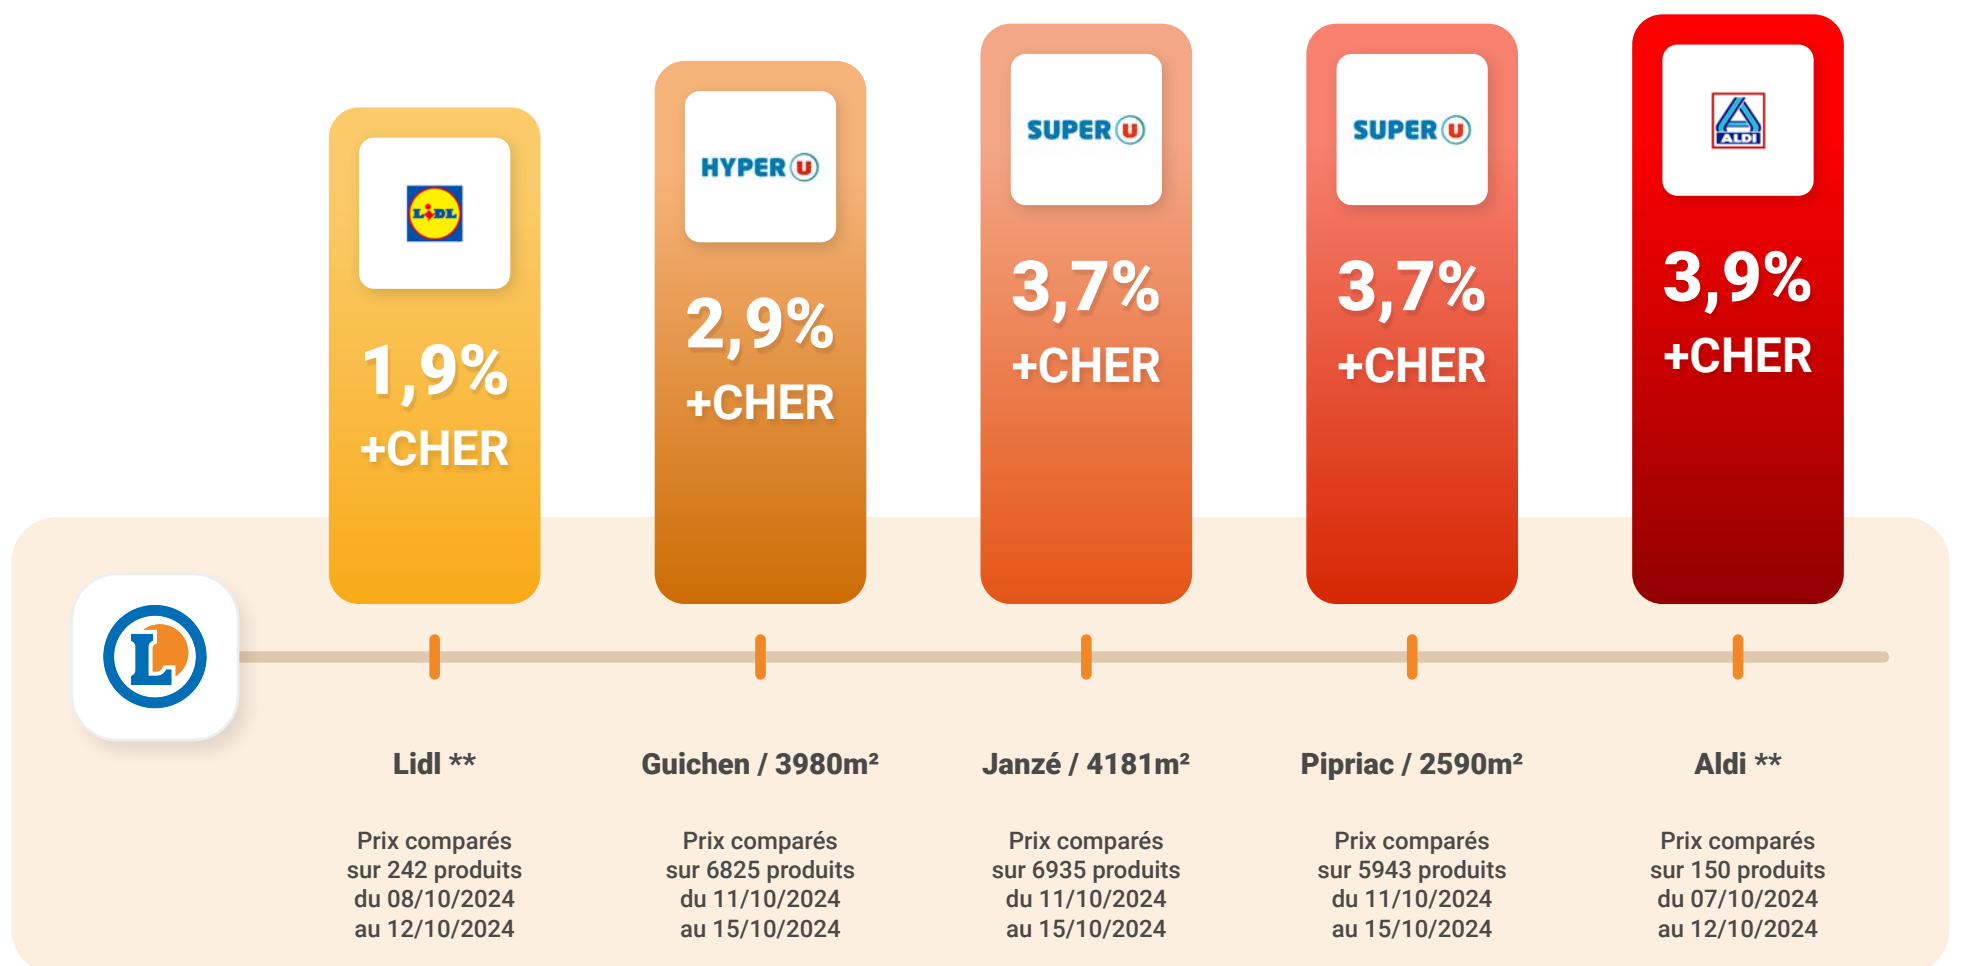 LIDL
1,9%
+CHER
HYPER U
2,9%
+CHER
SUPER U
3,7%
+CHER
SUPER U
3,7%
+CHER
ALDI
3,9%
+CHER
L
Lidl **
Prix comparés
sur 242 produits
du 08/10/2024
au 12/10/2024
Guichen / 3980m²
Prix comparés
sur 6825 produits
du 11/10/2024
au 15/10/2024
Janzé / 4181m²
Prix comparés
sur 6935 produits
du 11/10/2024
au 15/10/2024
Pipriac / 2590m²
Prix comparés
sur 5943 produits
du 11/10/2024
au 15/10/2024
Aldi **
Prix comparés
sur 150 produits
du 07/10/2024
au 12/10/2024